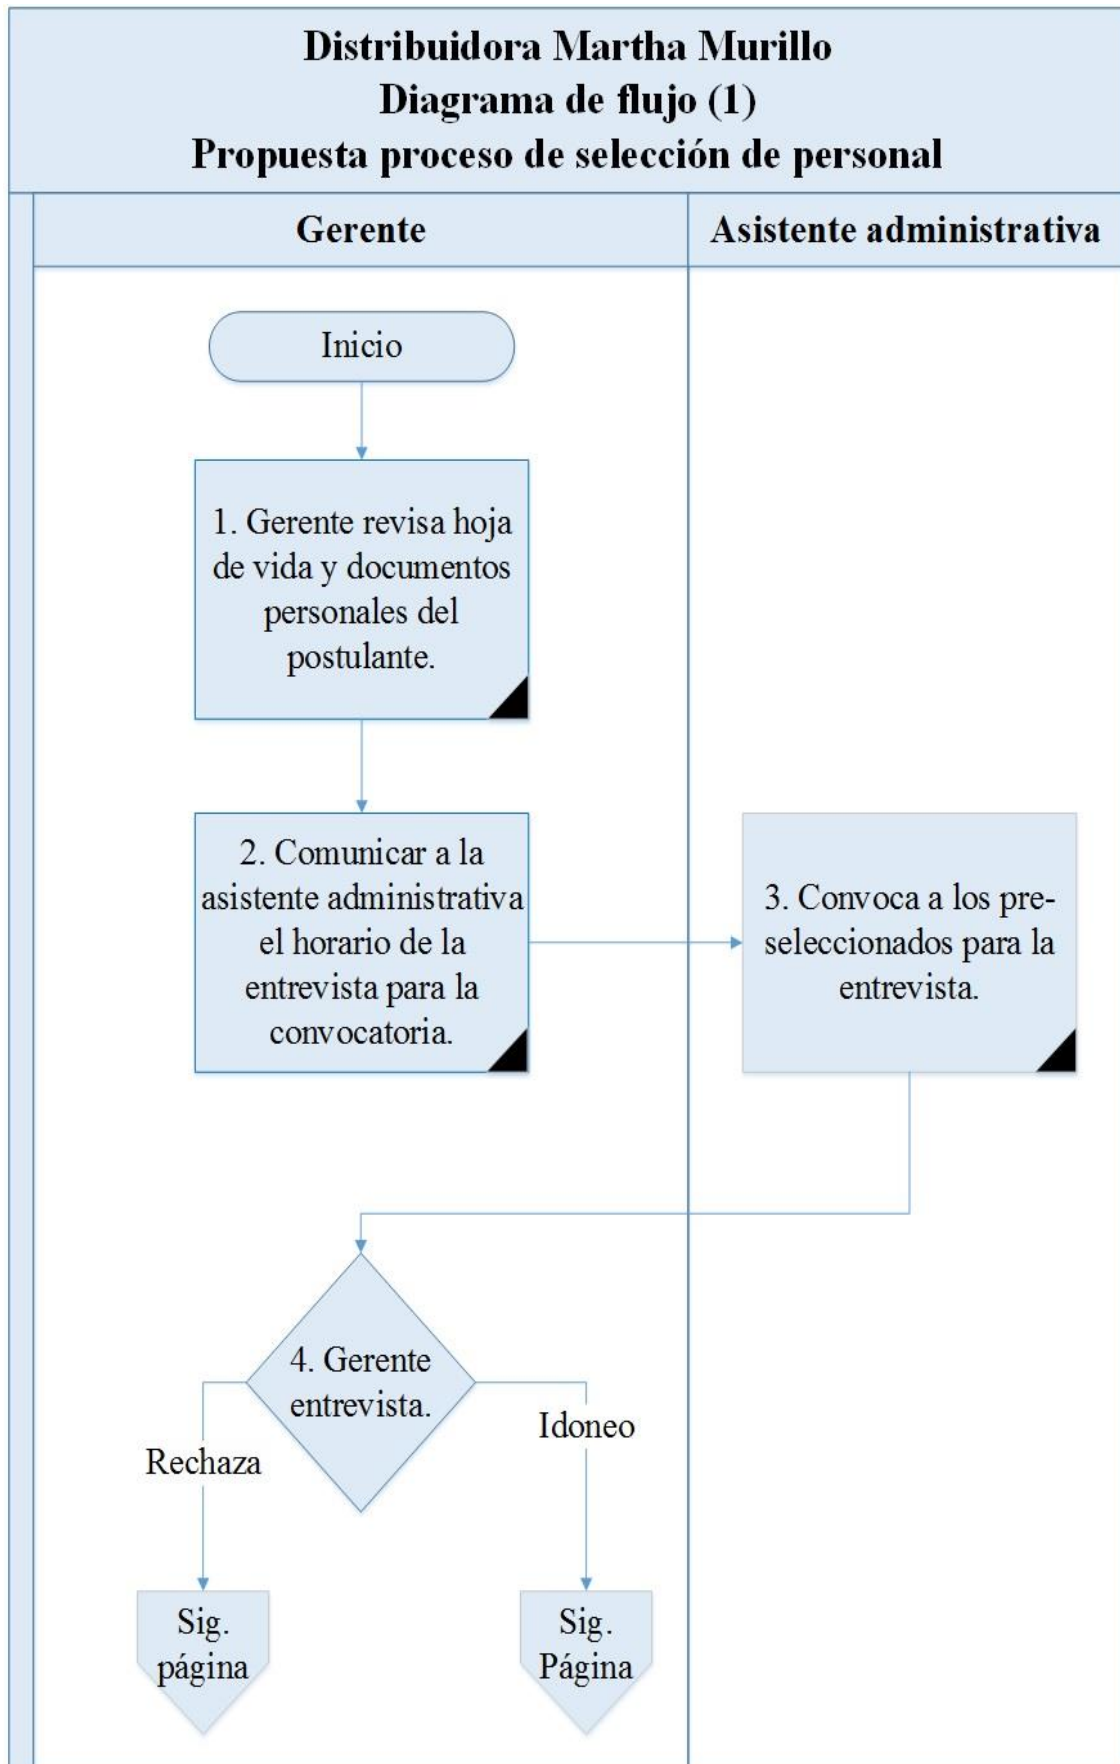 Distribuidora Martha Murillo
Diagrama de flujo (1)
Propuesta proceso de selección de personal
Gerente
Asistente administrativa
Inicio
1. Gerente revisa hoja
de vida y documentos
personales del
postulante.
2. Comunicar a la
asistente administrativa
el horario de la
entrevista para la
convocatoria.
3. Convoca a los pre-
seleccionados para la
entrevista.
4. Gerente
entrevista.
Rechaza
Idoneo
Sig.
página
Sig.
Página